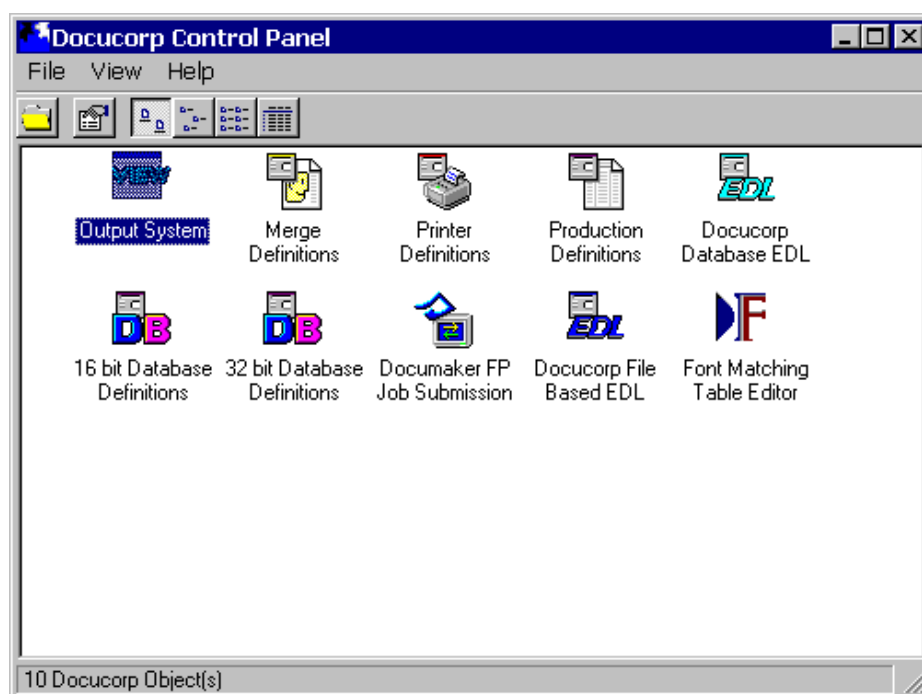 Docucorp Control Panel
File View Help
VIEW
Output System
Merge
Definitions
Printer
Definitions
Production
Definitions
EDL
Docucorp
Database EDL
DB
16 bit Database
Definitions
DB
32 bit Database
Definitions
Documaker FP
Job Submission
EDL
Docucorp File
Based EDL
F
Font Matching
Table Editor
10 Docucorp Object(s)